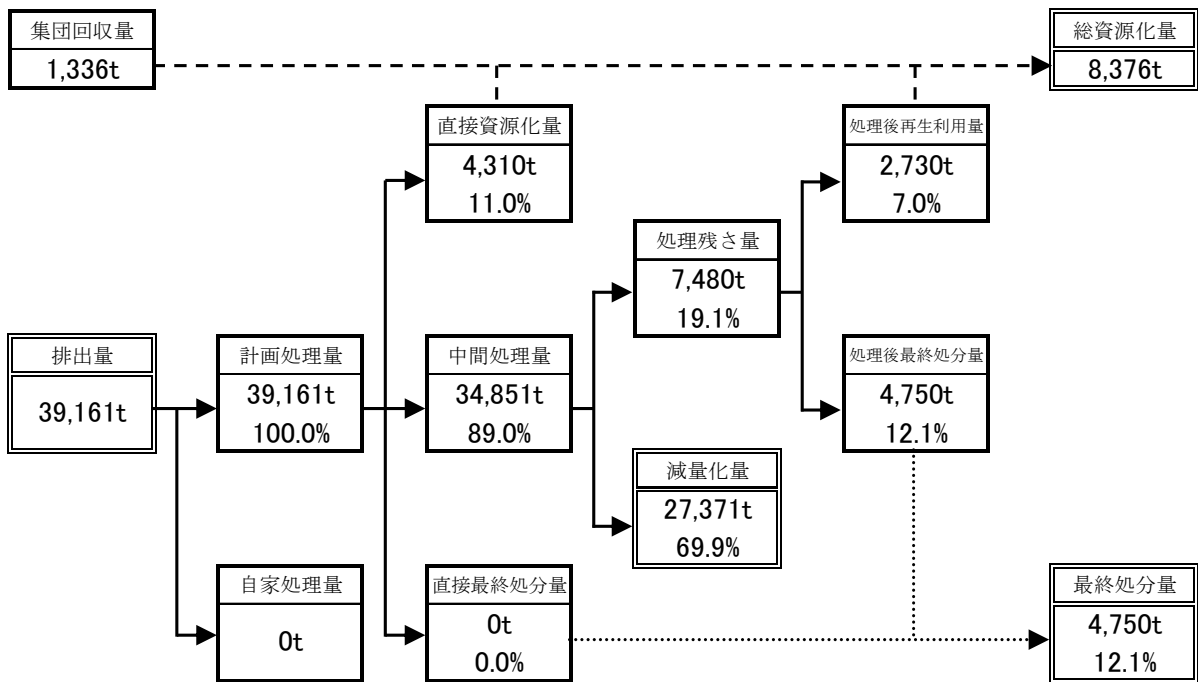 集団回収量
1,336t
総資源化量
8,376t
直接資源化量
4,310t
11.0%
処理後再生利用量
2,730t
7.0%
処理残さ量
7,480t
19.1%
排出量
39,161t
計画処理量
39,161t
100.0%
中間処理量
34,851t
89.0%
処理後最終処分量
4,750t
12.1%
減量化量
27,371t
69.9%
自家処理量
0t
直接最終処分量
0t
0.0%
最終処分量
4,750t
12.1%